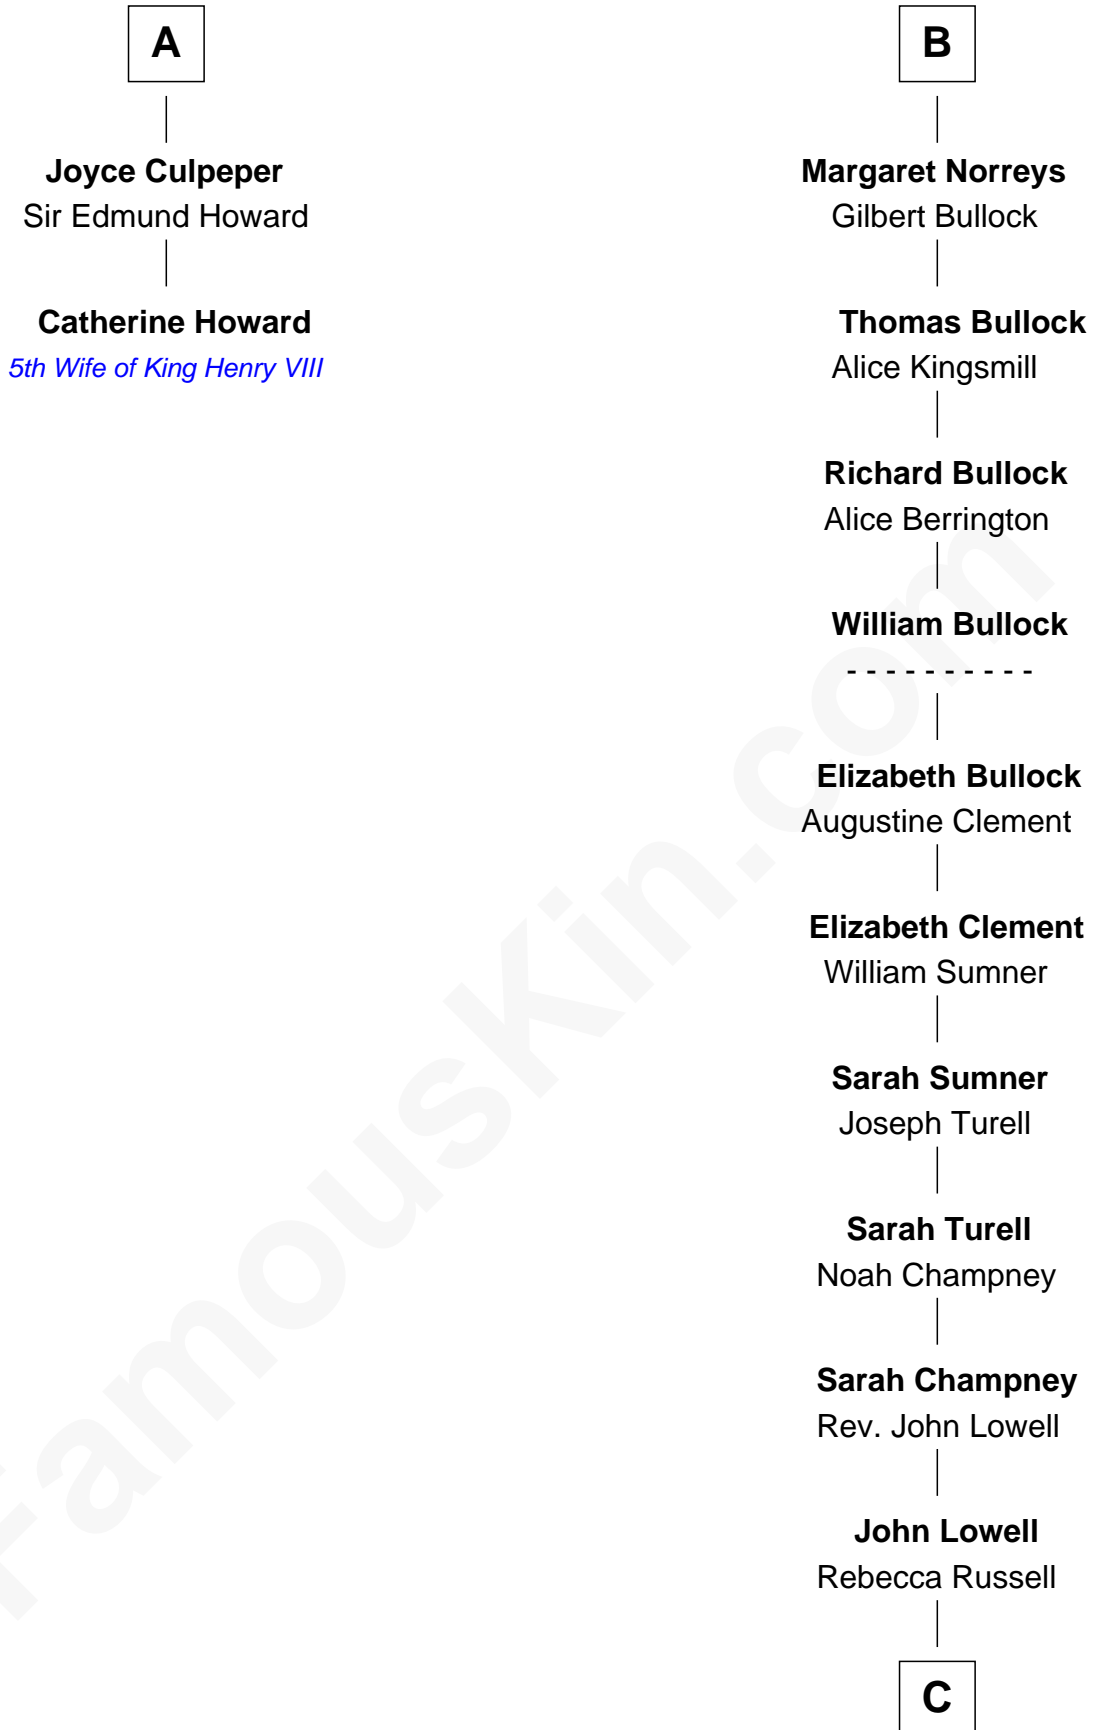 A
Joyce Culpeper
Sir Edmund Howard
Catherine Howard
5th Wife of King Henry VIII
B
Margaret Norreys
Gilbert Bullock
Thomas Bullock
Alice Kingsmill
Richard Bullock
Alice Berrington
William Bullock
- - - - - - - - - -
Elizabeth Bullock
Augustine Clement
Elizabeth Clement
William Sumner
Sarah Sumner
Joseph Turell
Sarah Turell
Noah Champney
Sarah Champney
Rev. John Lowell
John Lowell
Rebecca Russell
C
FamousKin.com